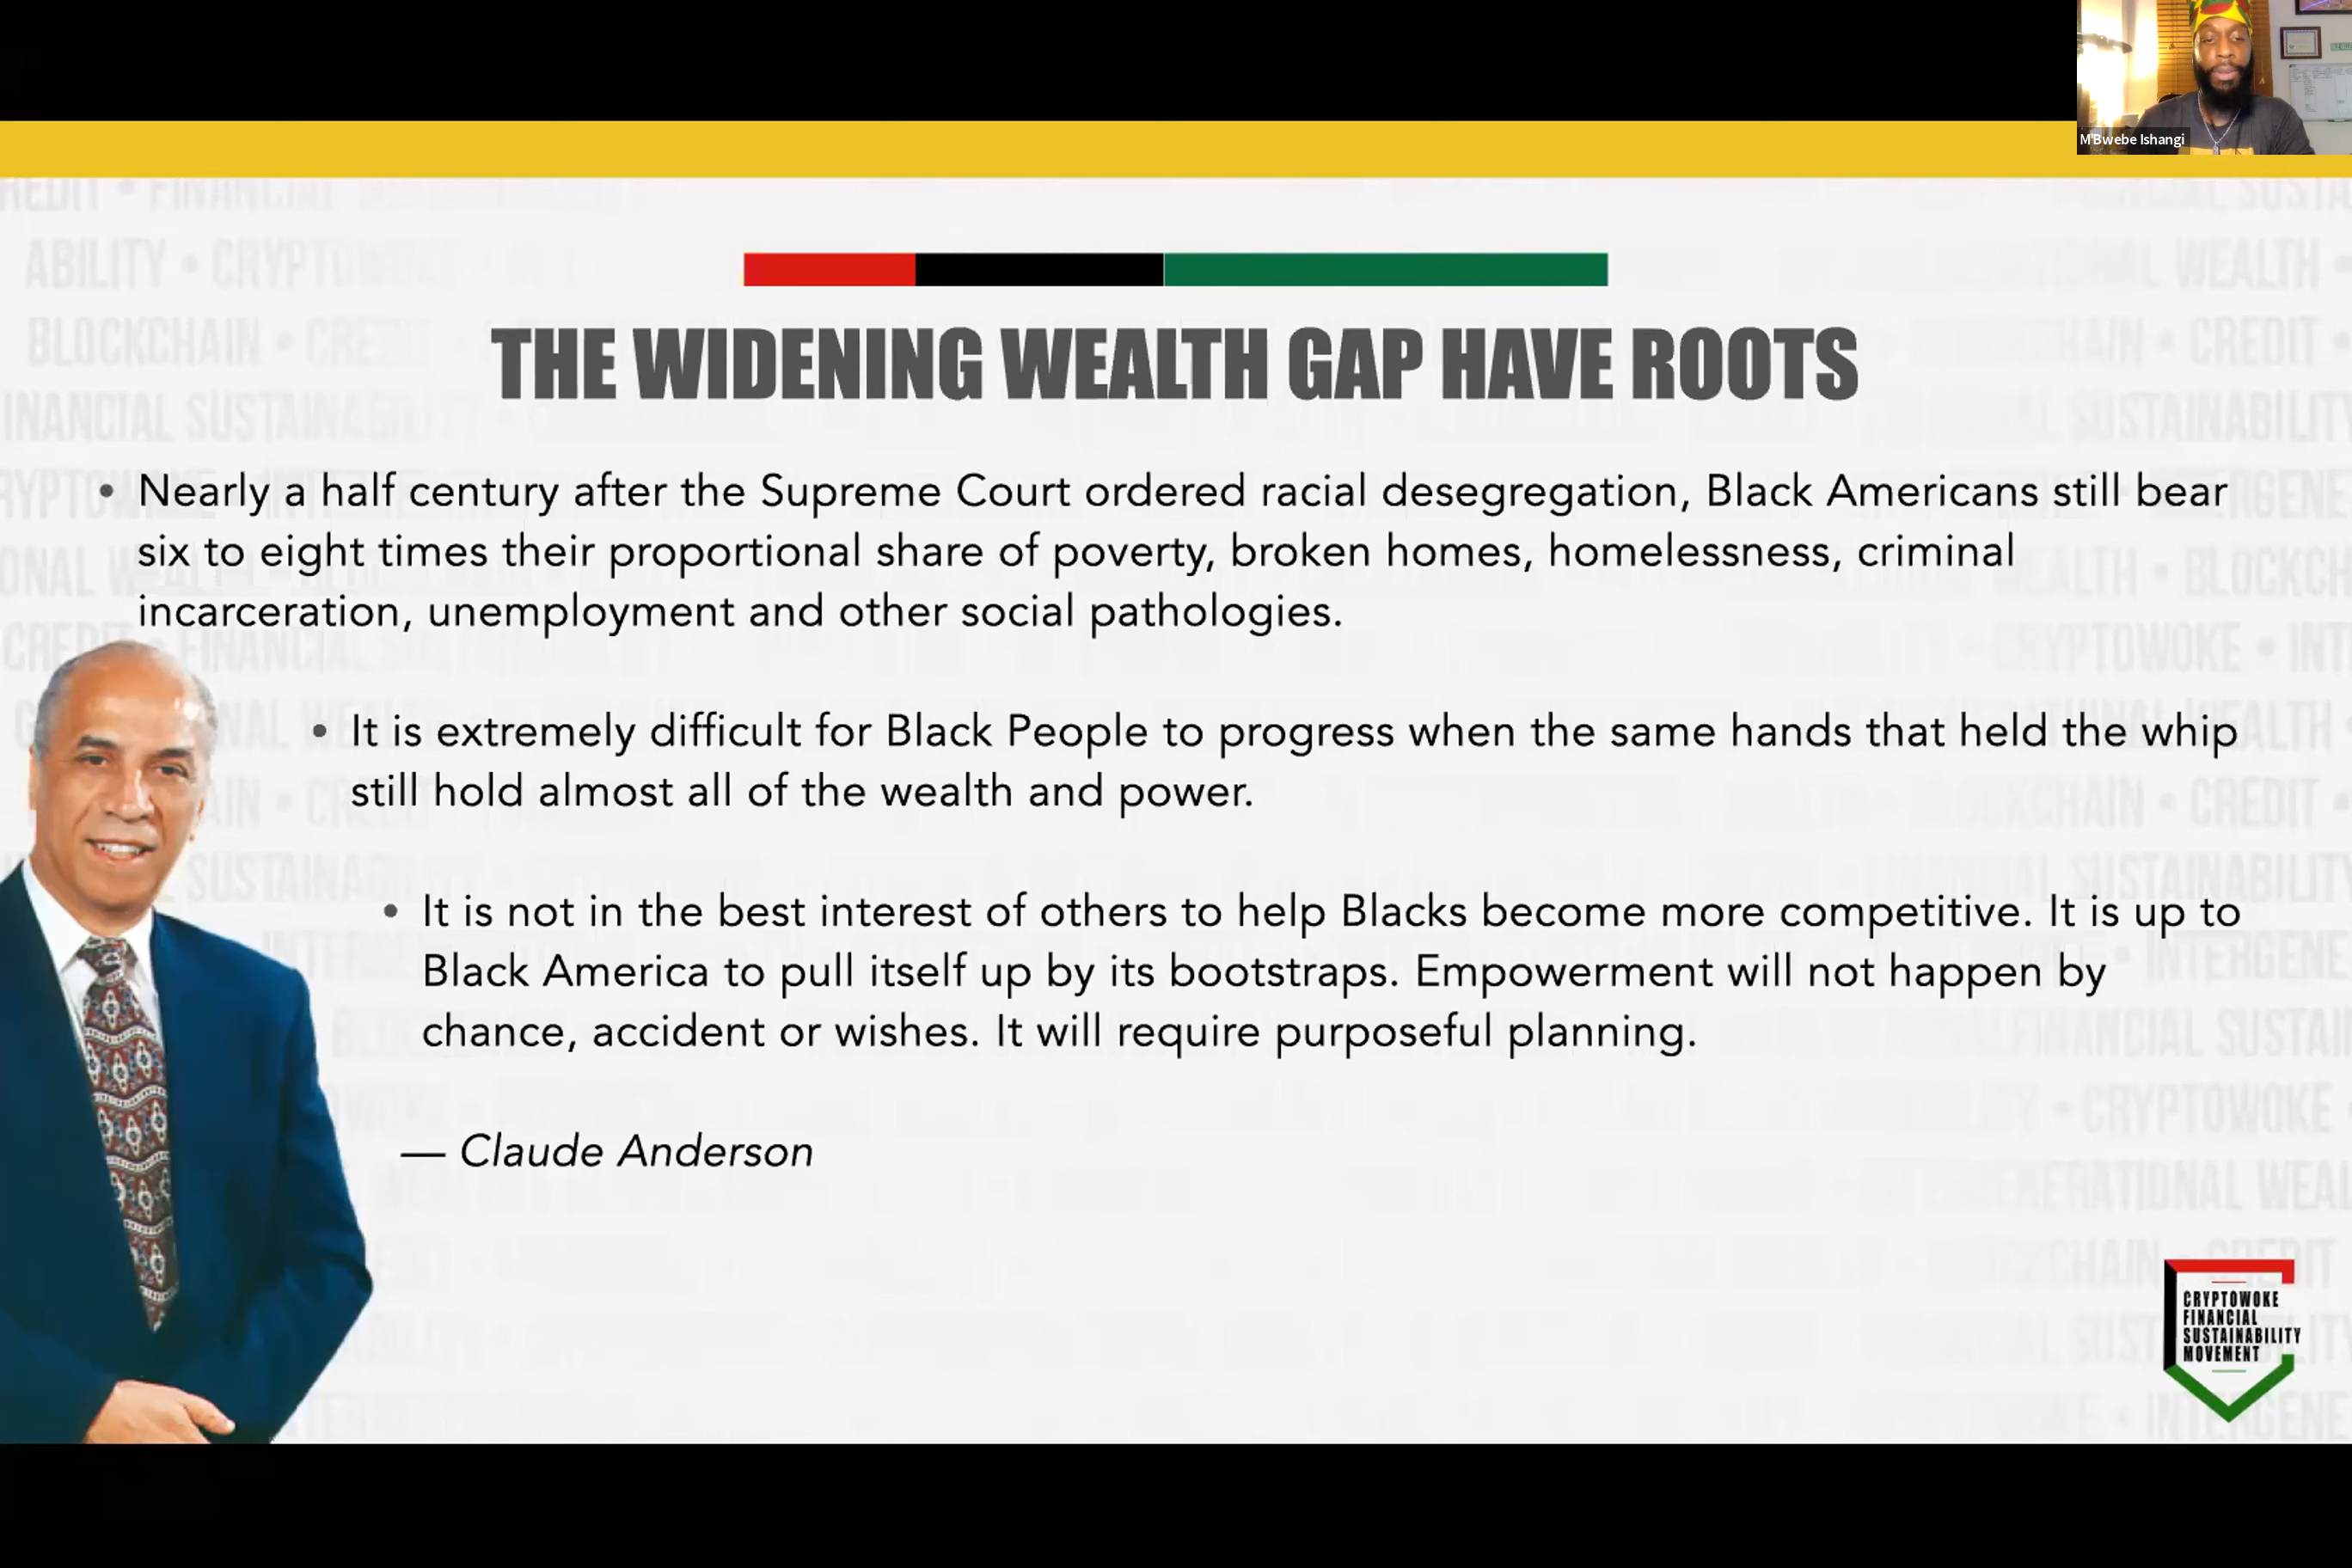 M'Bwebe Ishangi
THE WIDENING WEALTH GAP HAVE ROOTS
• Nearly a half century after the Supreme Court ordered racial desegregation, Black Americans still bear
six to eight times their proportional share of poverty, broken homes, homelessness, criminal
incarceration, unemployment and other social pathologies.
• It is extremely difficult for Black People to progress when the same hands that held the whip
still hold almost all of the wealth and power.
• It is not in the best interest of others to help Blacks become more competitive. It is up to
Black America to pull itself up by its bootstraps. Empowerment will not happen by
chance, accident or wishes. It will require purposeful planning.
— Claude Anderson
CRYPTOWOKE
FINANCIAL
SUSTAINABILITY
MOVEMENT